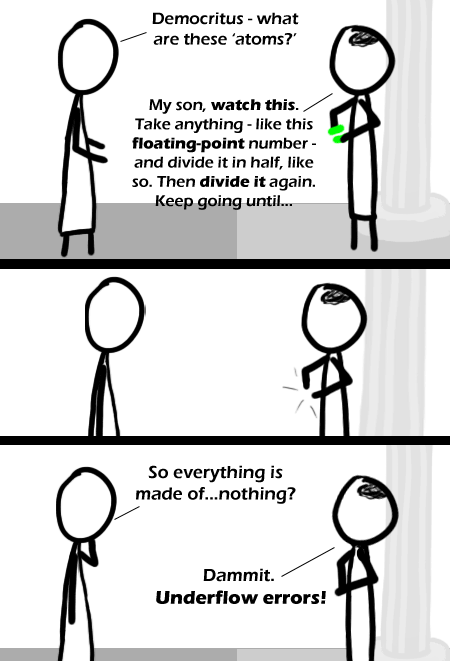 Democritus - what
are these ‘atoms?’
My son, watch this.
Take anything - like this
floating-point number -
and divide it in half, like
so. Then divide it again.
Keep going until...
So everything is
made of...nothing?
Dammit.
Underflow errors!